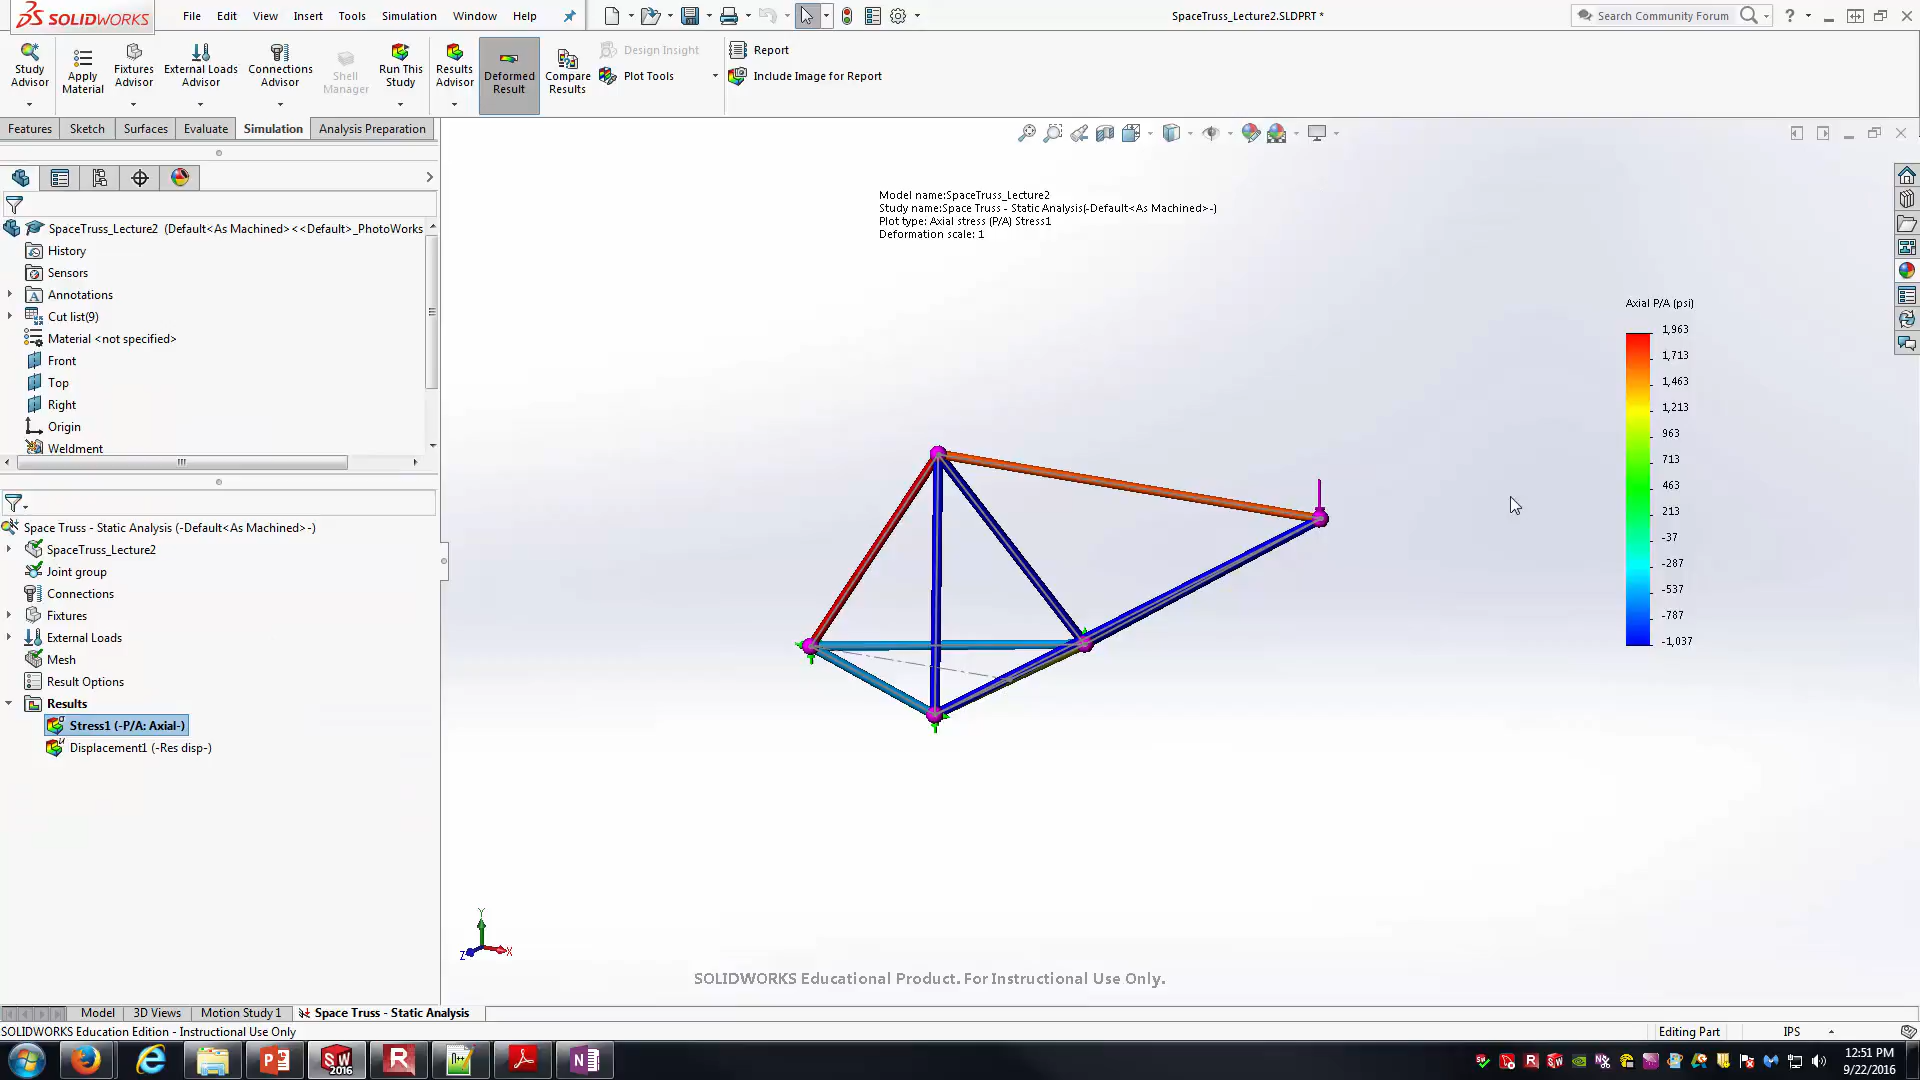 SOLIDWORKS
File Edit View Insert Tools Simulation Window Help
SpaceTruss_Lecture2.SLDPRT *
Search Community Forum
Study Advisor
Apply Material
Fixtures Advisor
External Loads Advisor
Connections Advisor
Shell Manager
Run This Study
Results Advisor
Deformed Result
Compare Results
Design Insight
Plot Tools
Report
Include Image for Report
Features Sketch Surfaces Evaluate Simulation Analysis Preparation
SpaceTruss_Lecture2 (Default<As Machined><<Default>_PhotoWorks
History
Sensors
Annotations
Cut list(9)
Material <not specified>
Front
Top
Right
Origin
Weldment
Space Truss - Static Analysis (-Default<As Machined>-)
SpaceTruss_Lecture2
Joint group
Connections
Fixtures
External Loads
Mesh
Result Options
Results
Stress1 (-P/A: Axial-)
Displacement1 (-Res disp-)
Model name:SpaceTruss_Lecture2
Study name:Space Truss - Static Analysis(-Default<As Machined>-)
Plot type: Axial stress (P/A) Stress1
Deformation scale: 1
Axial P/A (psi)
1,963
1,713
1,463
1,213
963
713
463
213
-37
-287
-537
-787
-1,037
Y
Z
X
SOLIDWORKS Educational Product. For Instructional Use Only.
Model 3D Views Motion Study 1 Space Truss - Static Analysis
SOLIDWORKS Education Edition - Instructional Use Only
Editing Part
IPS
SW 2016
12:51 PM
9/22/2016